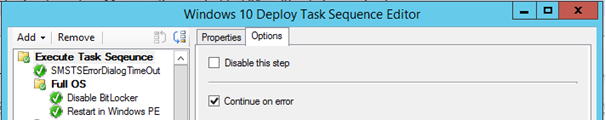 Windows 10 Deploy Task Sequence Editor
Add Remove
Properties Options
Execute Task Seqeunce
SMSTSErrorDialogTimeOut
Full OS
Disable BitLocker
Restart in Windows PE
Disable this step
Continue on error